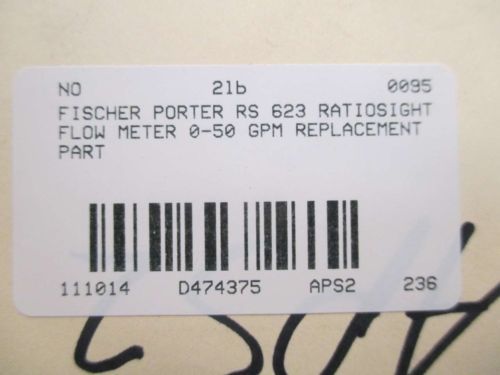 NO 21b 0095
FISCHER PORTER RS 623 RATIOSIGHT
FLOW METER 0-50 GPM REPLACEMENT
PART
111014 D474375 APS2 236